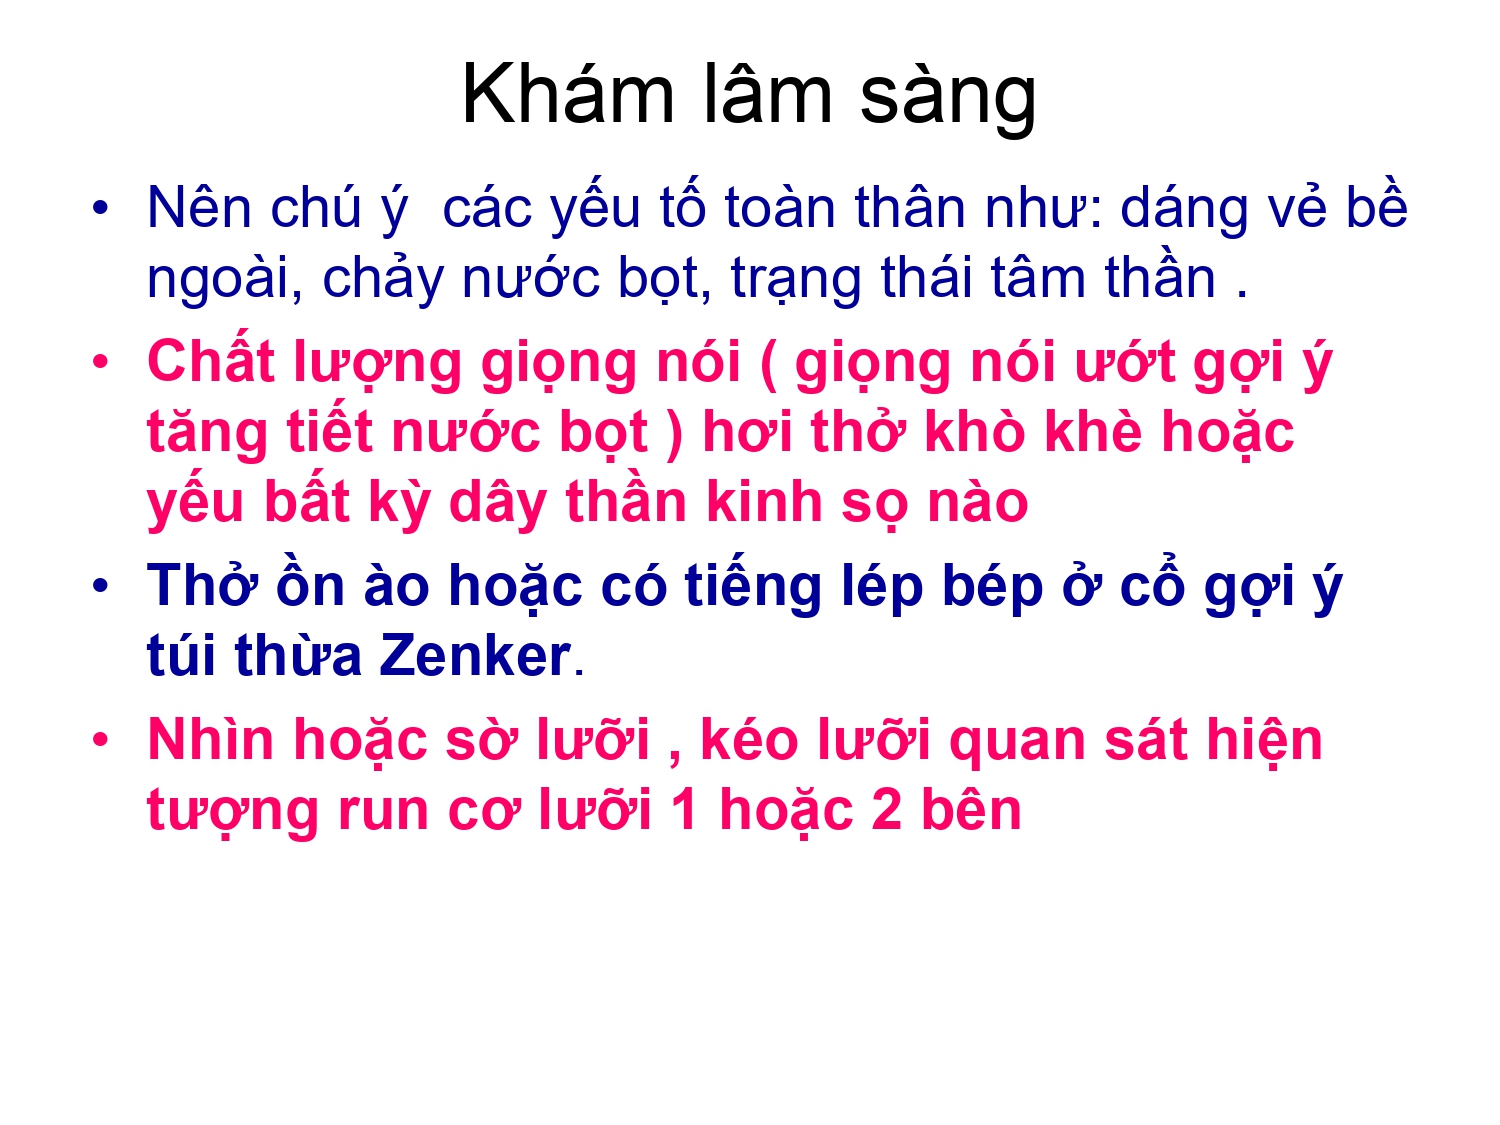 Khám lâm sàng
• Nên chú ý  các yếu tố toàn thân như: dáng vẻ bề
ngoài, chảy nước bọt, trạng thái tâm thần .
• Chất lượng giọng nói ( giọng nói ướt gợi ý
tăng tiết nước bọt ) hơi thở khò khè hoặc
yếu bất kỳ dây thần kinh sọ nào
• Thở ồn ào hoặc có tiếng lép bép ở cổ gợi ý
túi thừa Zenker.
• Nhìn hoặc sờ lưỡi , kéo lưỡi quan sát hiện
tượng run cơ lưỡi 1 hoặc 2 bên